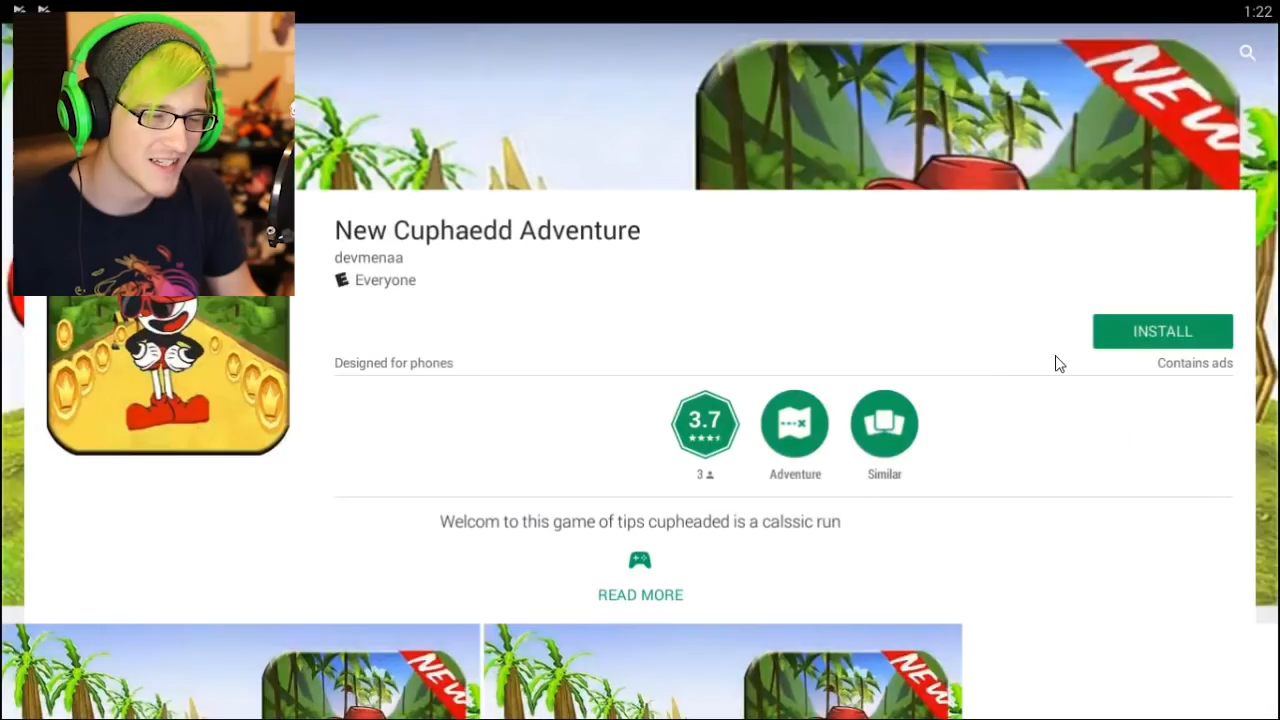 1:22
NEW
New Cuphaedd Adventure
devmenaa
E Everyone
INSTALL
Designed for phones
Contains ads
3.7
3
Adventure
Similar
Welcom to this game of tips cupheaded is a calssic run
READ MORE
NEW
NEW